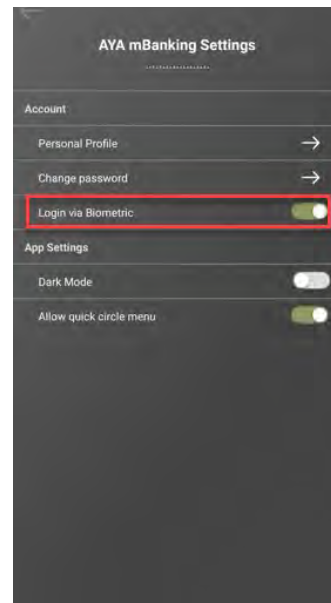 AYA mBanking Settings
Account
Personal Profile
Change password
Login via Biometric
App Settings
Dark Mode
Allow quick circle menu